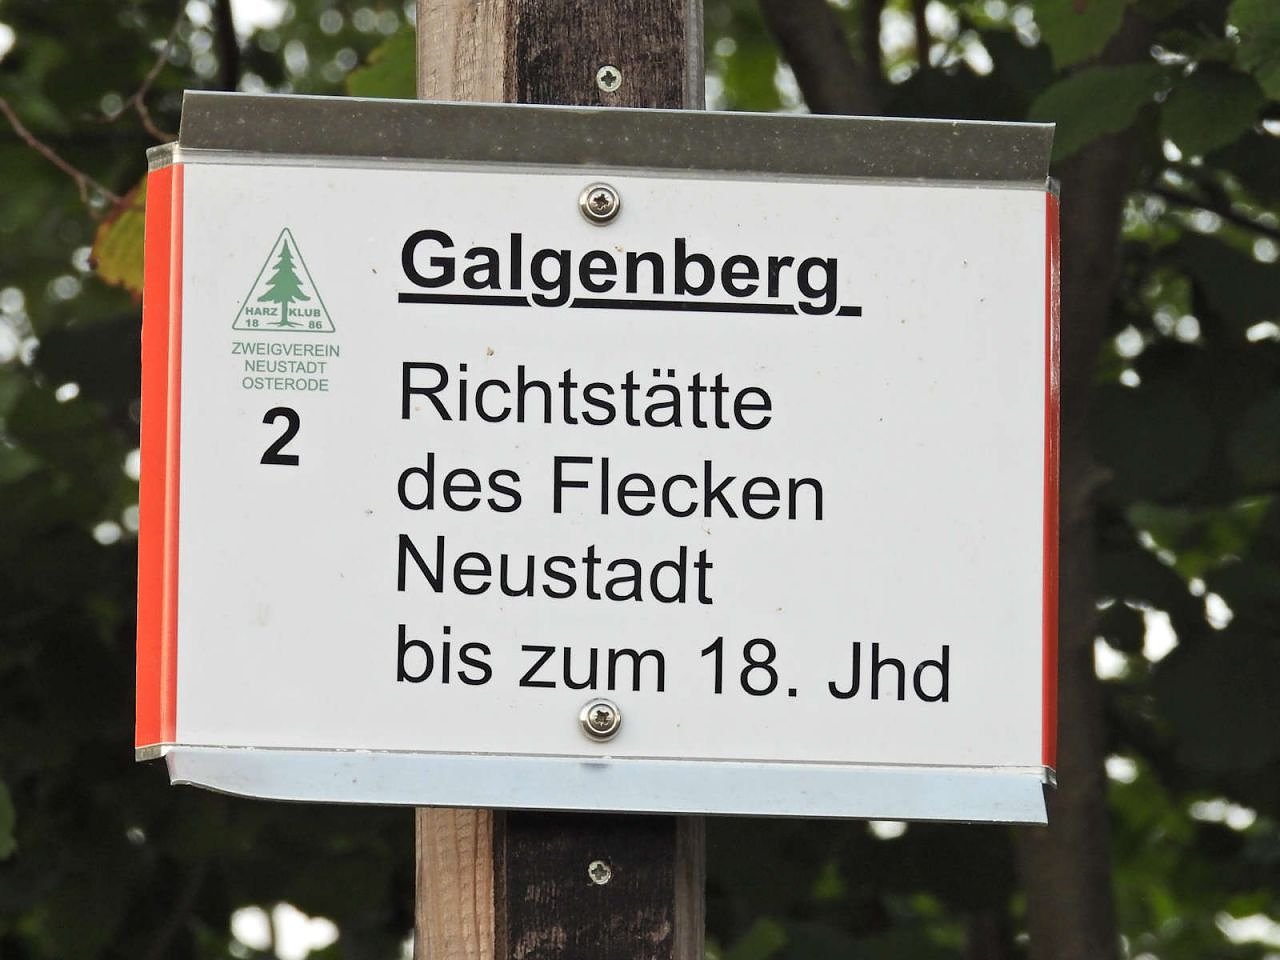 HARZ KLUB
18 86
ZWEIGVEREIN
NEUSTADT
OSTERODE
2
Galgenberg
Richtstätte
des Flecken
Neustadt
bis zum 18. Jhd